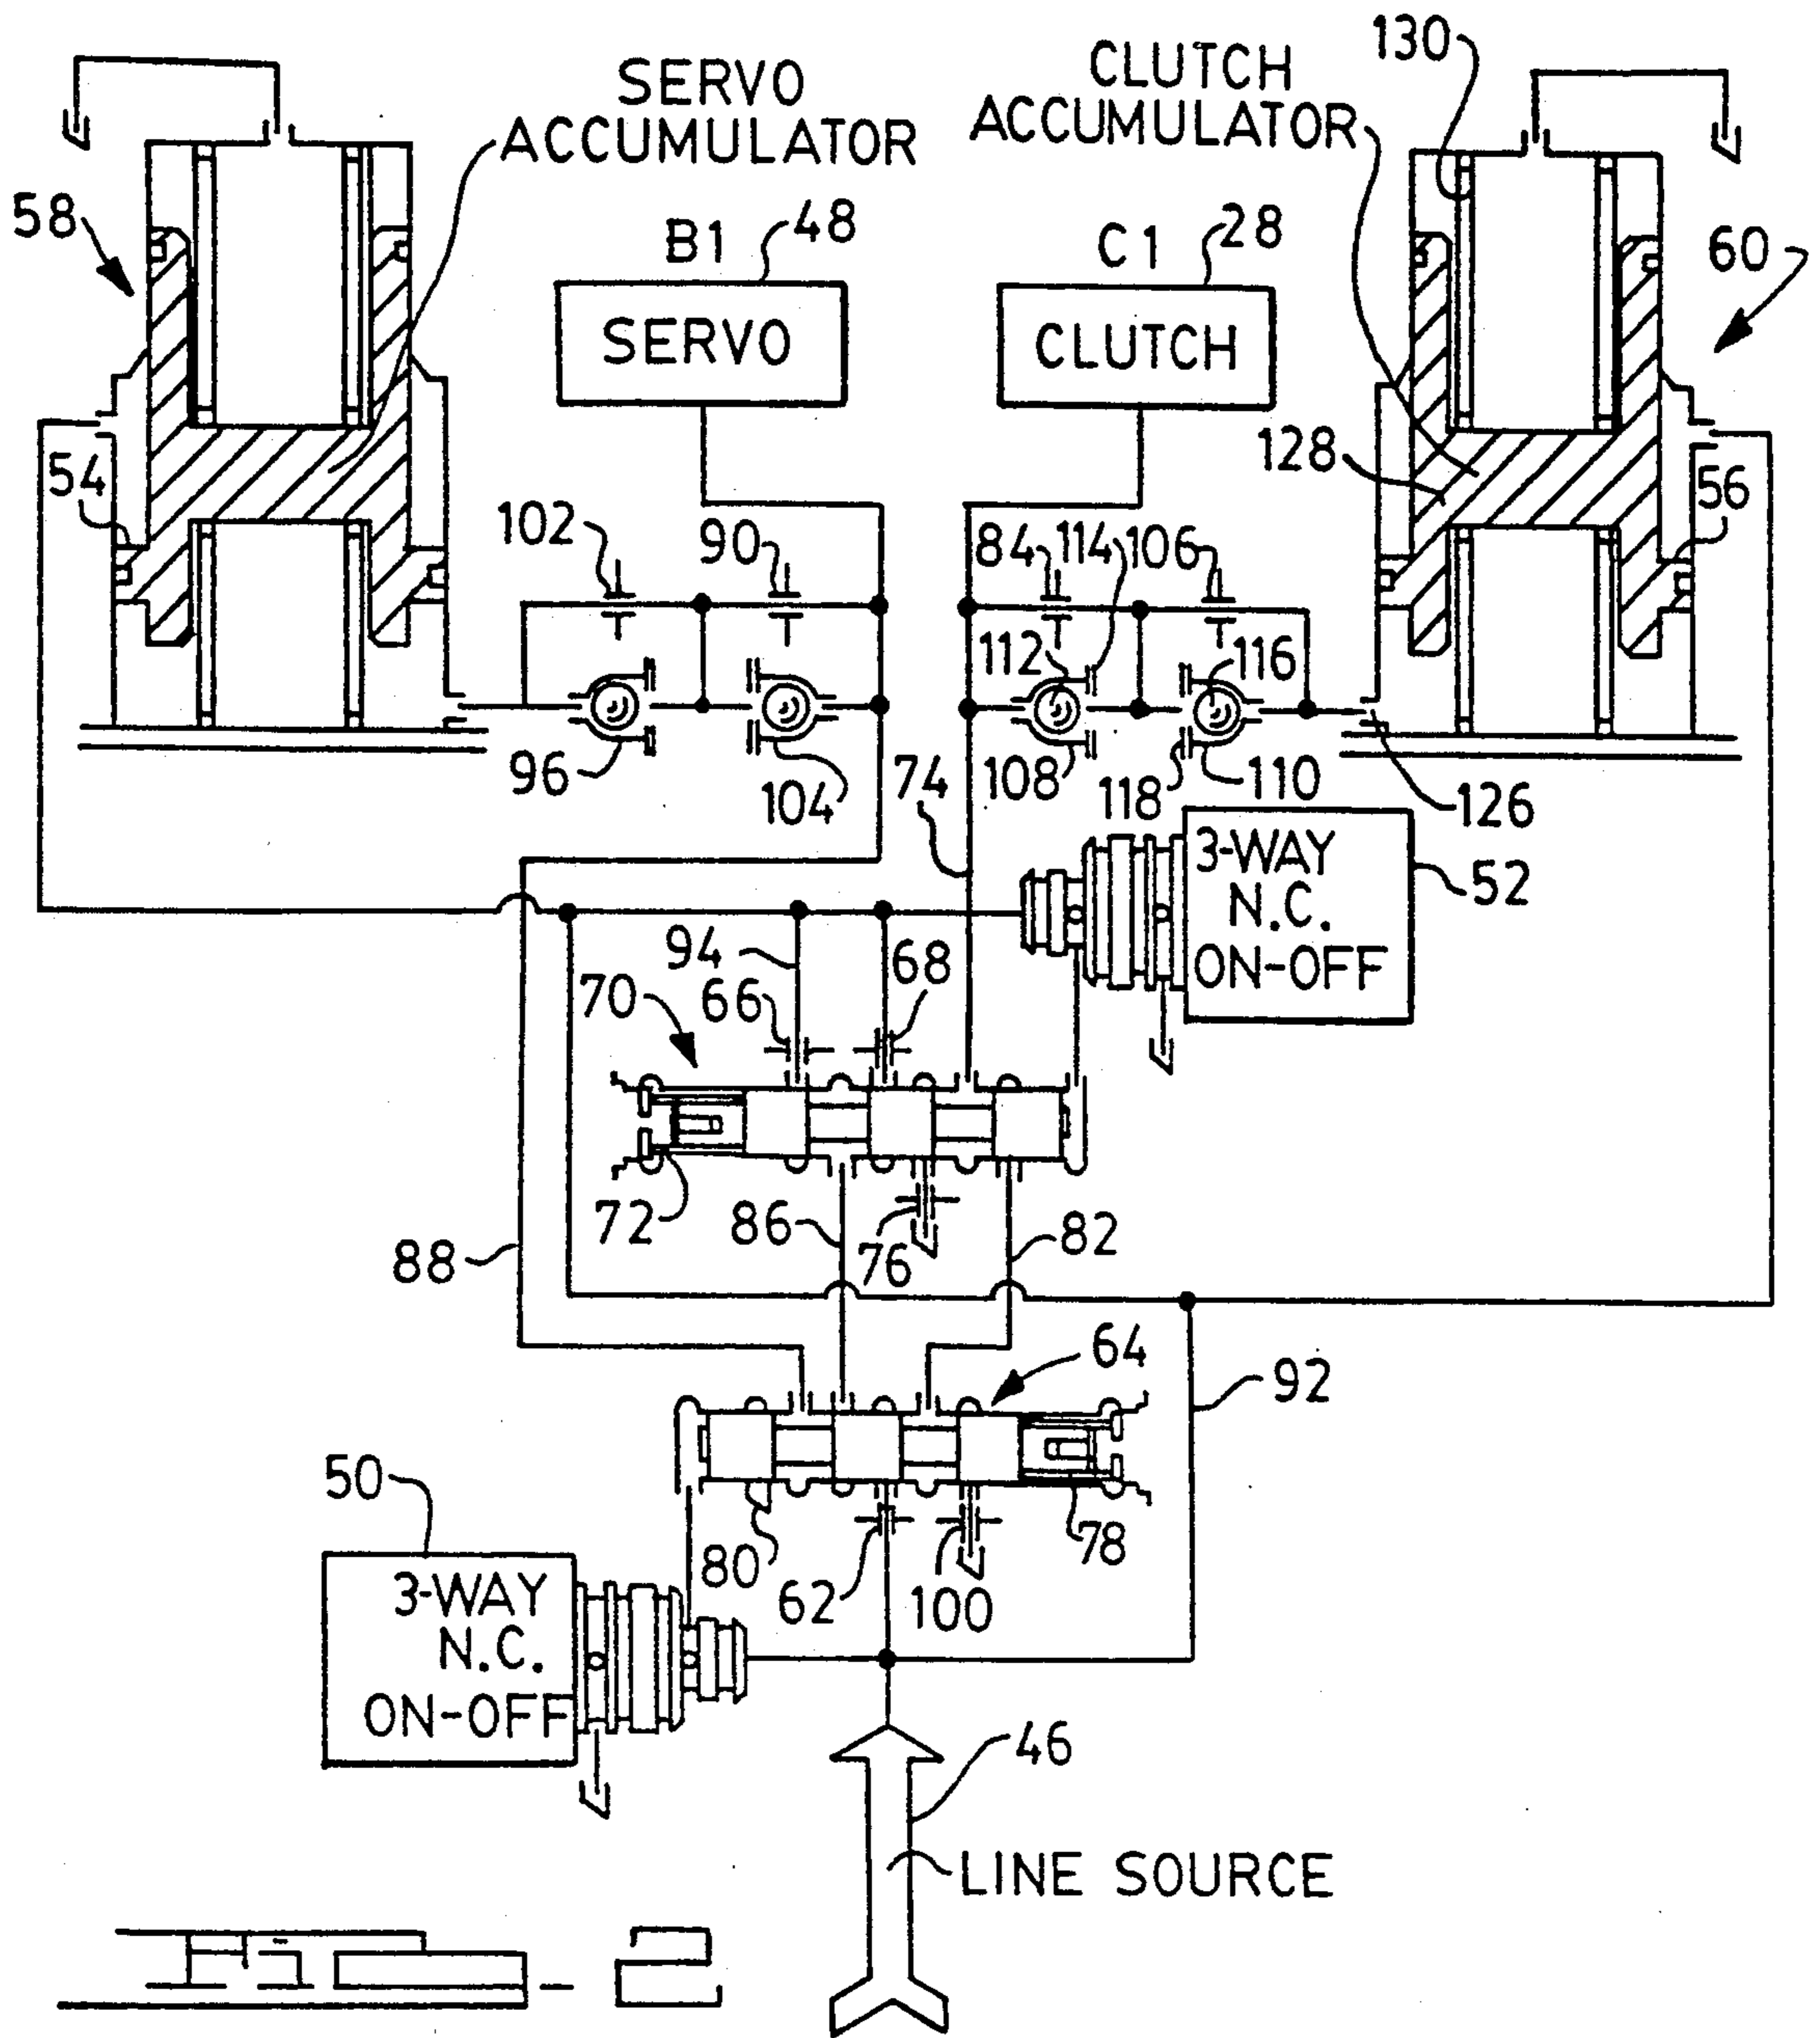 SERVO
ACCUMULATOR
CLUTCH
ACCUMULATOR
130
58
B1
48
C1
28
60
SERVO
CLUTCH
54
128
56
102
90
84
114
106
112
116
96
104
74
108
118
110
126
3-WAY
N.C.
ON-OFF
52
94
68
70
66
72
86
76
82
88
64
92
50
80
62
100
78
3-WAY
N.C.
ON-OFF
46
LINE SOURCE
FIG-2